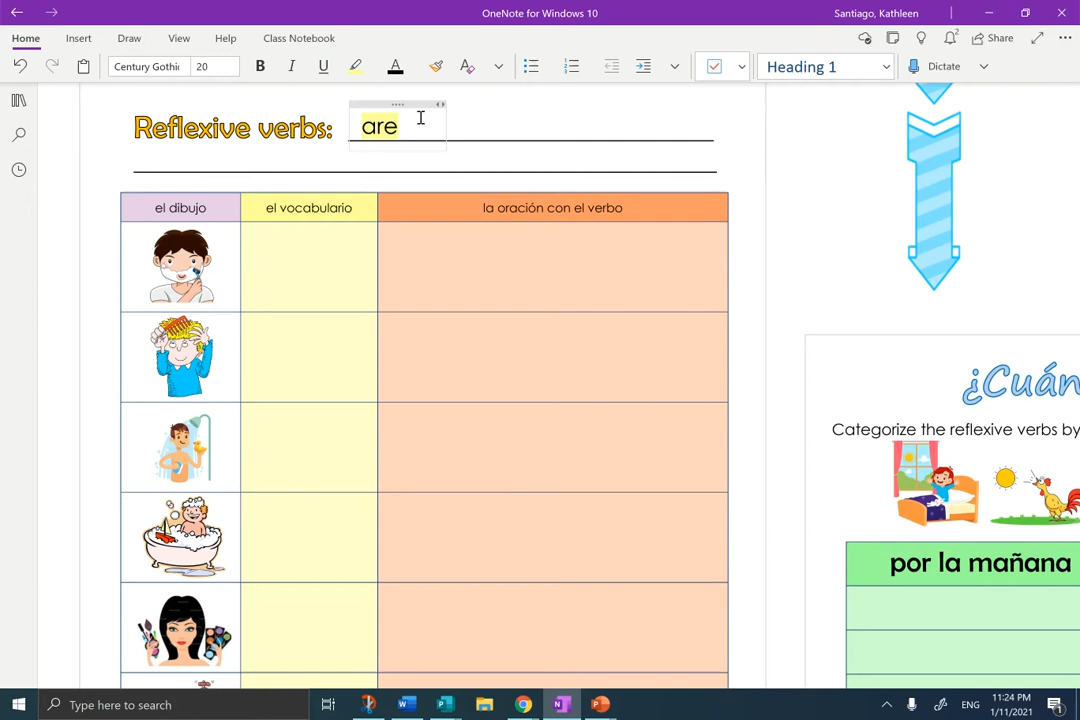 OneNote for Windows 10
Santiago, Kathleen
Home Insert Draw View Help Class Notebook
Share
Century Gothic 20
B I U A A
Heading 1
Dictate
Reflexive verbs: are
el dibujo el vocabulario la oración con el verbo
¿Cuán
Categorize the reflexive verbs by
por la mañana
Type here to search
ENG
11:24 PM
1/11/2021